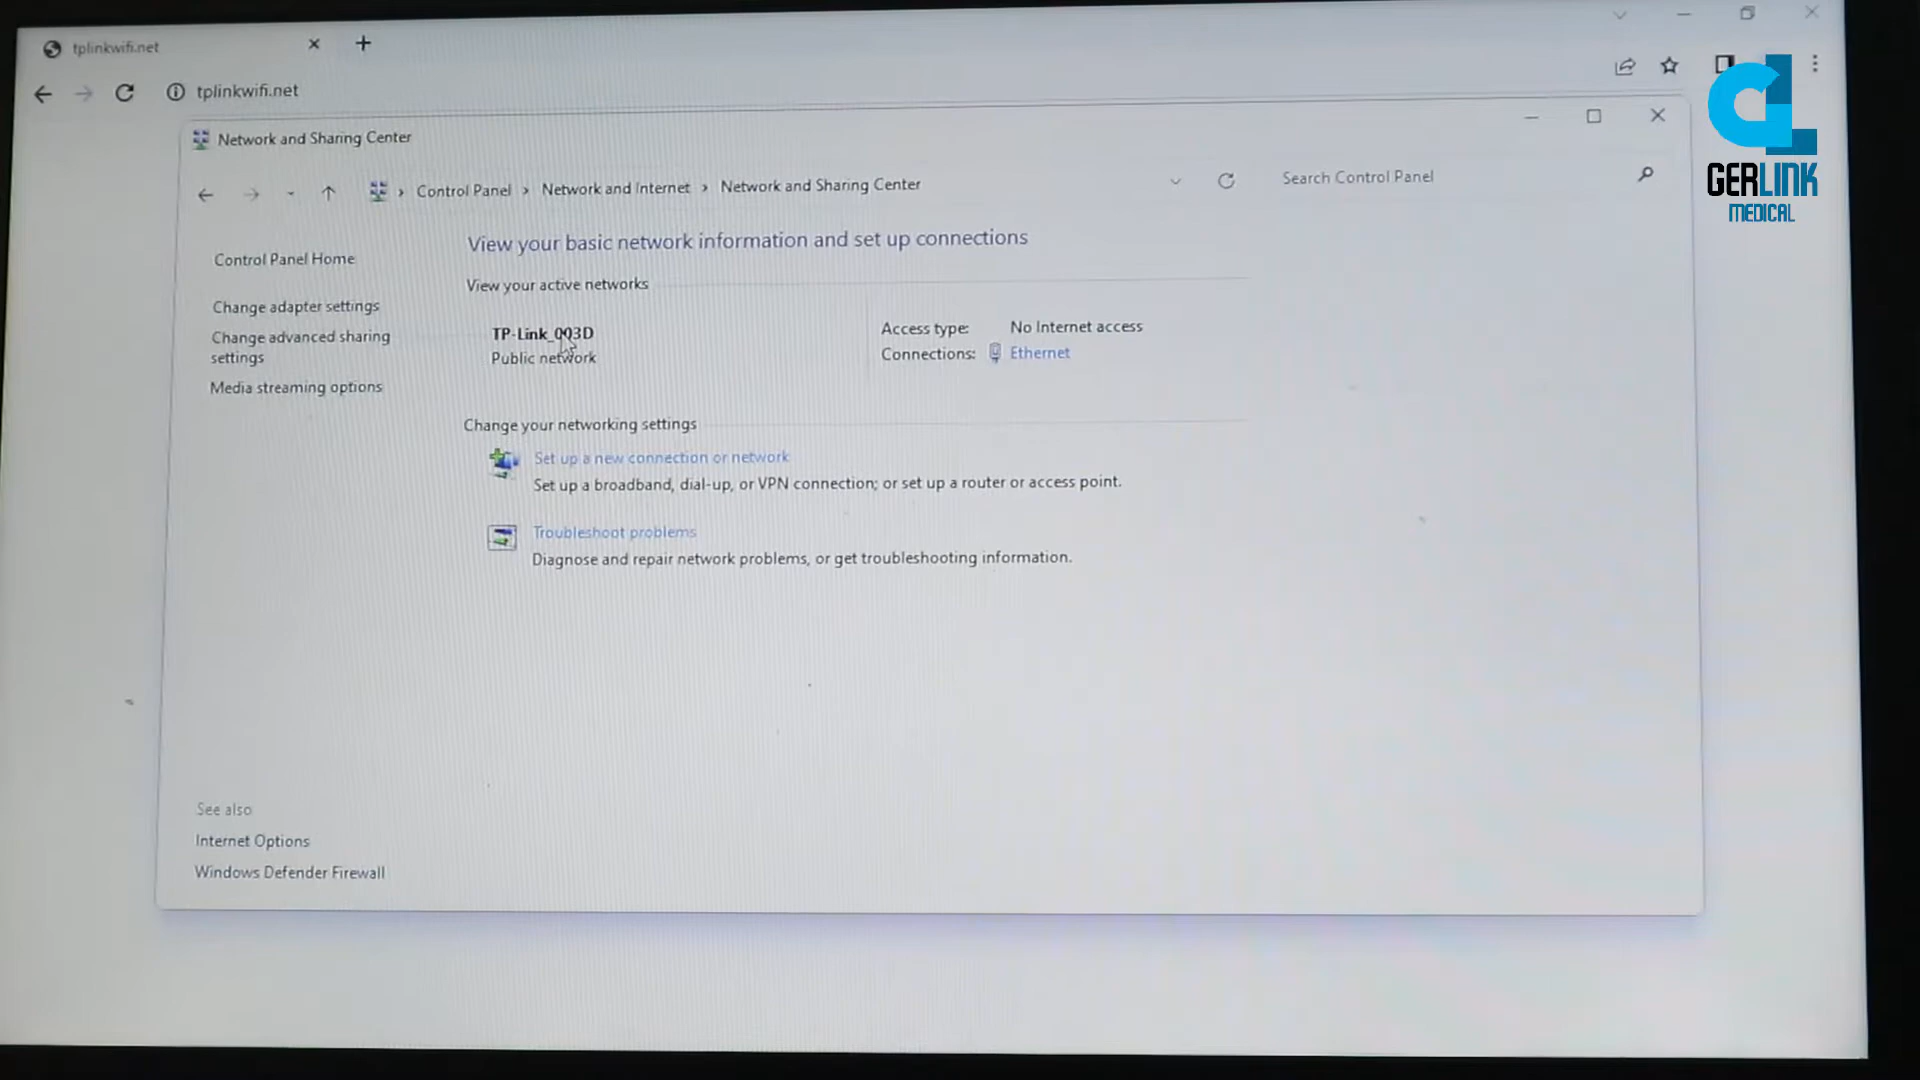 tplinkwifi.net
tplinkwifi.net
GERLINK
MEDICAL
Network and Sharing Center
Control Panel > Network and Internet > Network and Sharing Center
Search Control Panel
Control Panel Home
Change adapter settings
Change advanced sharing
settings
Media streaming options
View your basic network information and set up connections
View your active networks
TP-Link_003D
Public network
Access type: No Internet access
Connections: Ethernet
Change your networking settings
Set up a new connection or network
Set up a broadband, dial-up, or VPN connection; or set up a router or access point.
Troubleshoot problems
Diagnose and repair network problems, or get troubleshooting information.
See also
Internet Options
Windows Defender Firewall